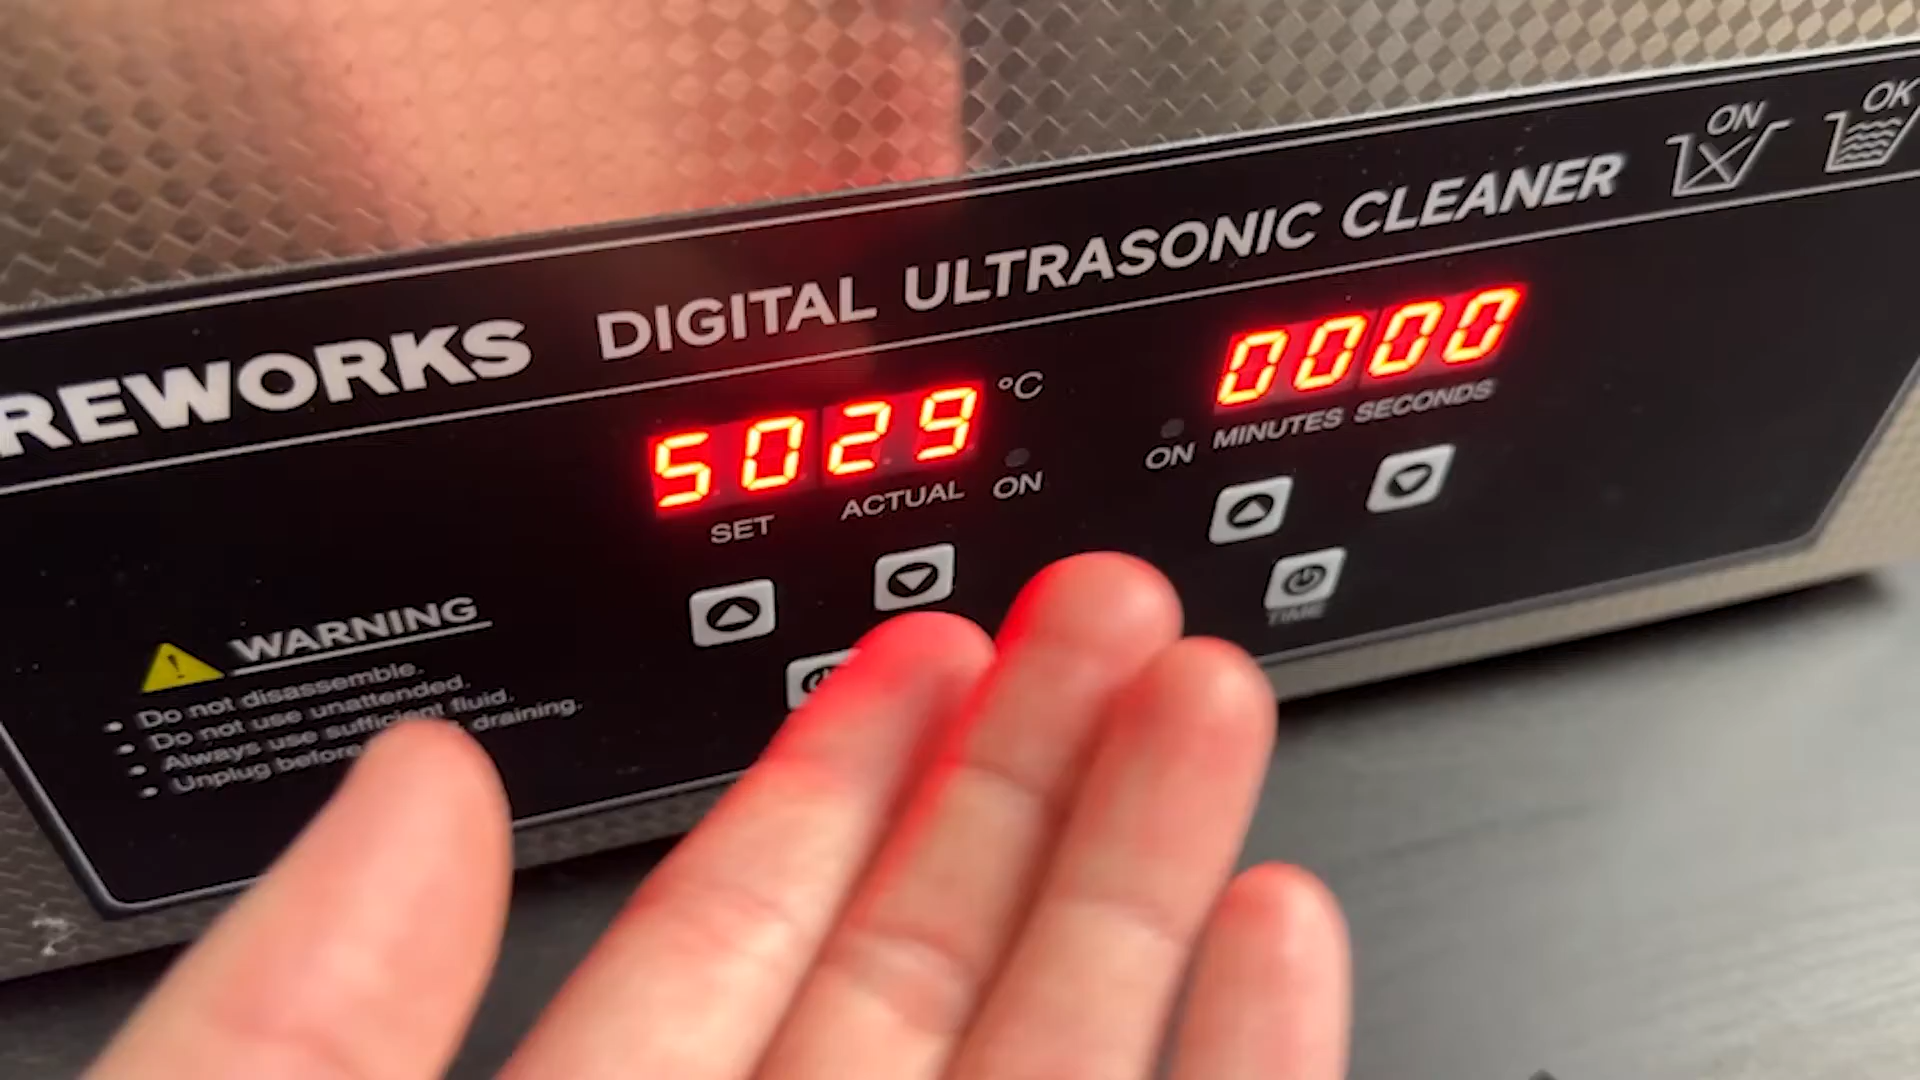 REWORKS DIGITAL ULTRASONIC CLEANER
ON
OK
5029 °C
SET ACTUAL ON
0000
ON MINUTES SECONDS
TIME
WARNING
• Do not disassemble.
• Do not use unattended.
• Always use sufficient fluid.
• Unplug before draining.